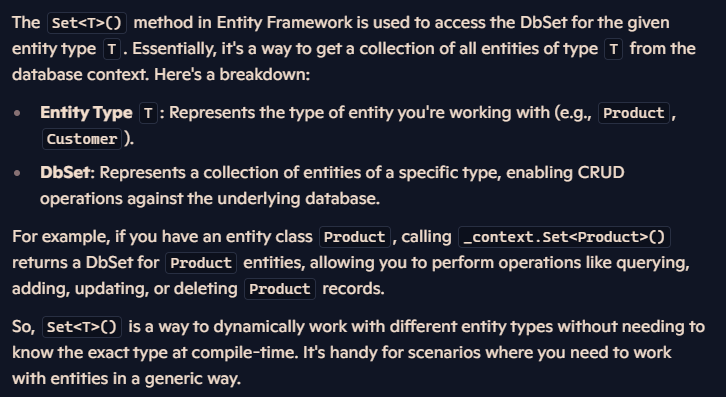 The Set<T>() method in Entity Framework is used to access the DbSet for the given
entity type T. Essentially, it's a way to get a collection of all entities of type T from the
database context. Here's a breakdown:
• Entity Type T: Represents the type of entity you're working with (e.g., Product,
Customer).
• DbSet: Represents a collection of entities of a specific type, enabling CRUD
operations against the underlying database.
For example, if you have an entity class Product, calling _context.Set<Product>()
returns a DbSet for Product entities, allowing you to perform operations like querying,
adding, updating, or deleting Product records.
So, Set<T>() is a way to dynamically work with different entity types without needing to
know the exact type at compile-time. It's handy for scenarios where you need to work
with entities in a generic way.